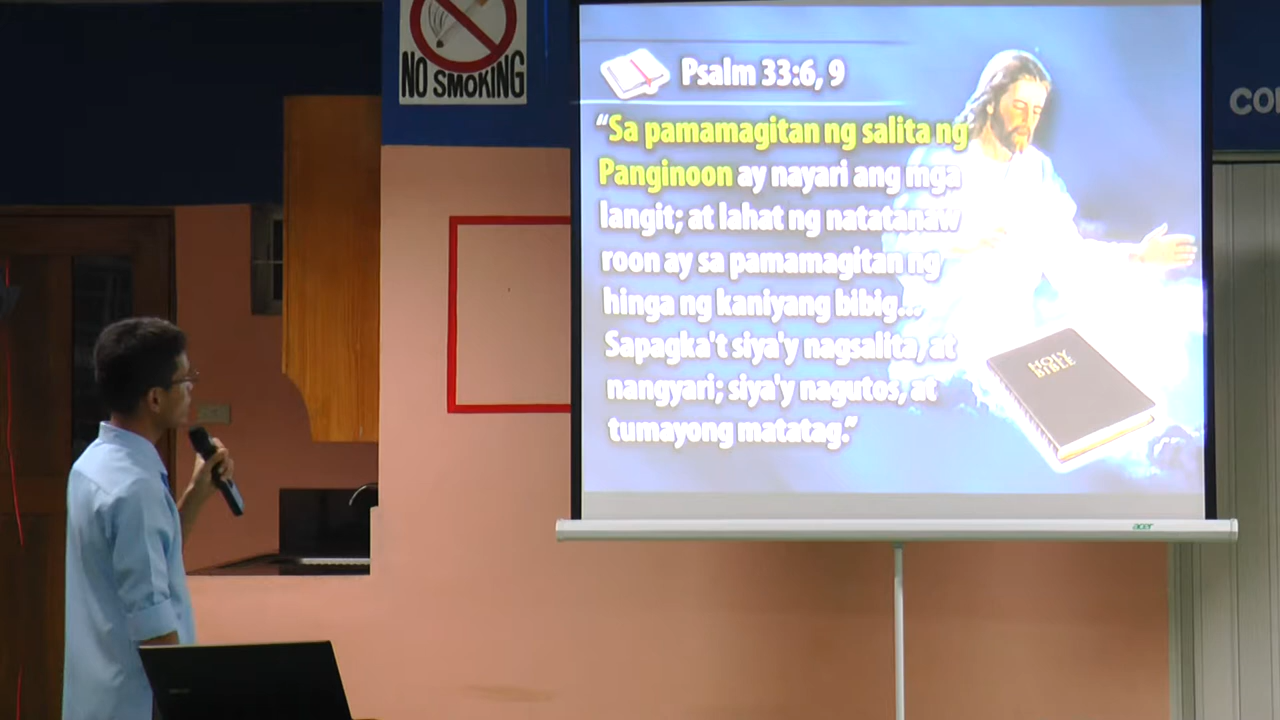 NO SMOKING
Psalm 33:6, 9
“Sa pamamagitan ng salita ng
Panginoon ay nayari ang mga
langit; at lahat ng natatanaw
roon ay sa pamamagitan ng
hinga ng kaniyang bibig...
Sapagka't siya'y nagsalita, at
nangyari; siya'y nagutos, at
tumayong matatag.”
HOLY
BIBLE
acer